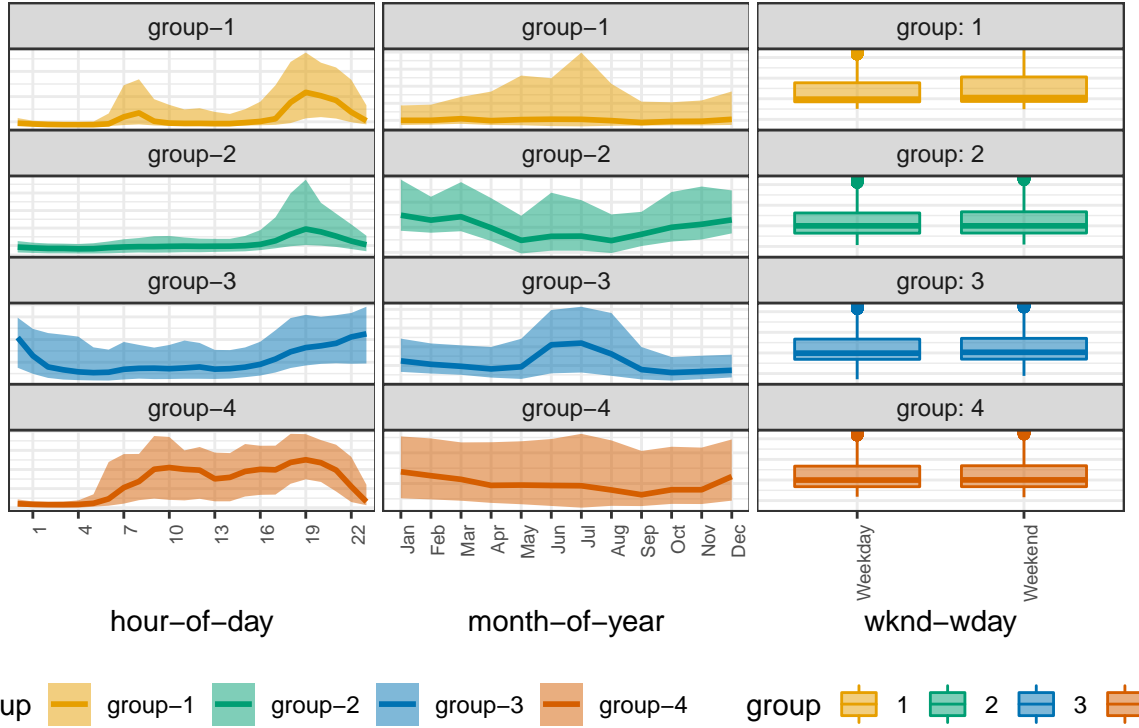 group−1
group−1
group: 1
group−2
group−2
group: 2
group−3
group−3
group: 3
group−4
group−4
group: 4
1
4
7
10
13
16
19
22
Jan
Feb
Mar
Apr
May
Jun
Jul
Aug
Sep
Oct
Nov
Dec
Weekday
Weekend
hour−of−day
month−of−year
wknd−wday
up group−1 group−2 group−3 group−4
group 1 2 3